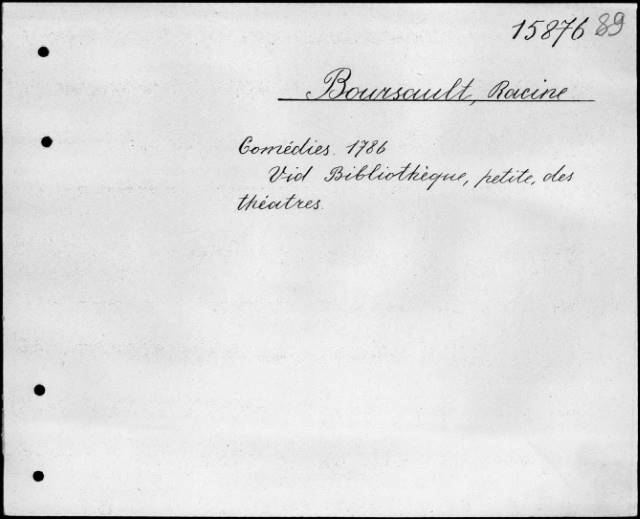 15876 89
Boursault, Racine
Comédies. 1786
Vid Bibliothèque, petite, des
théatres.